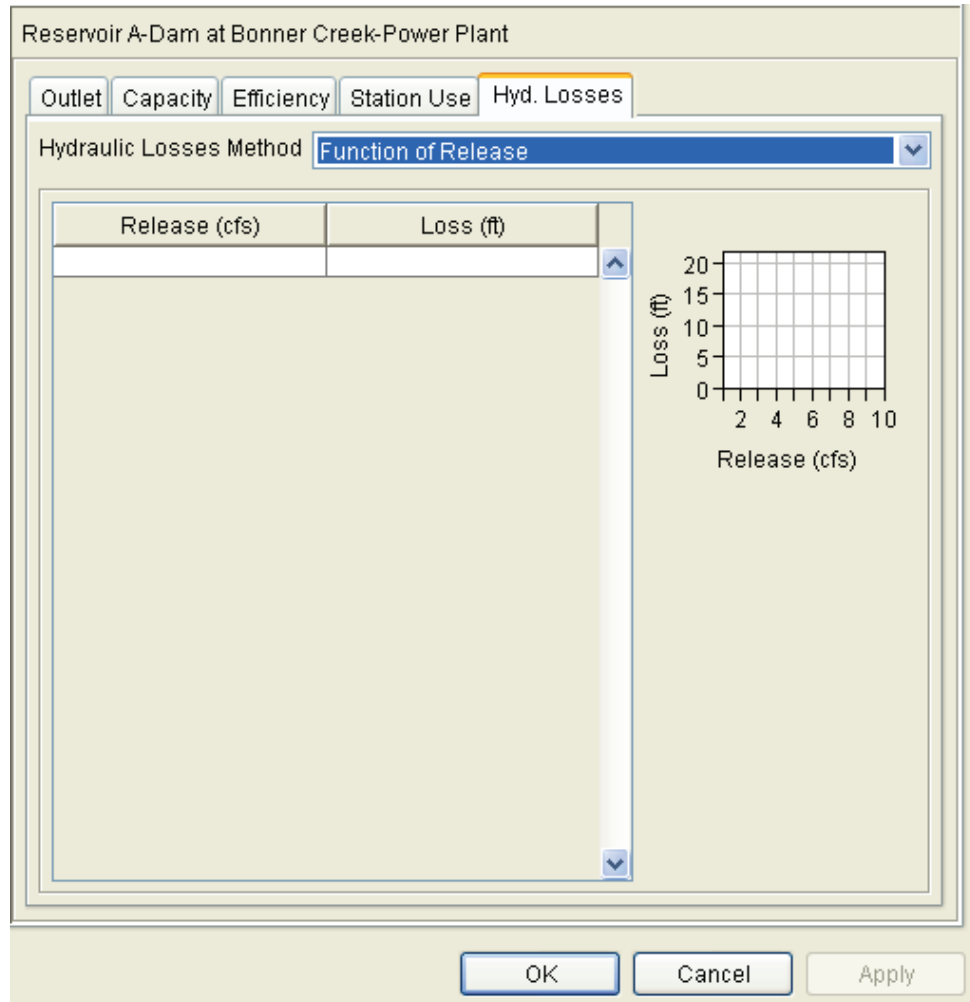 Reservoir A-Dam at Bonner Creek-Power Plant
Outlet Capacity Efficiency Station Use Hyd. Losses
Hydraulic Losses Method Function of Release
Release (cfs) Loss (ft)
20
15
10
5
0
Loss (ft)
2 4 6 8 10
Release (cfs)
OK Cancel Apply